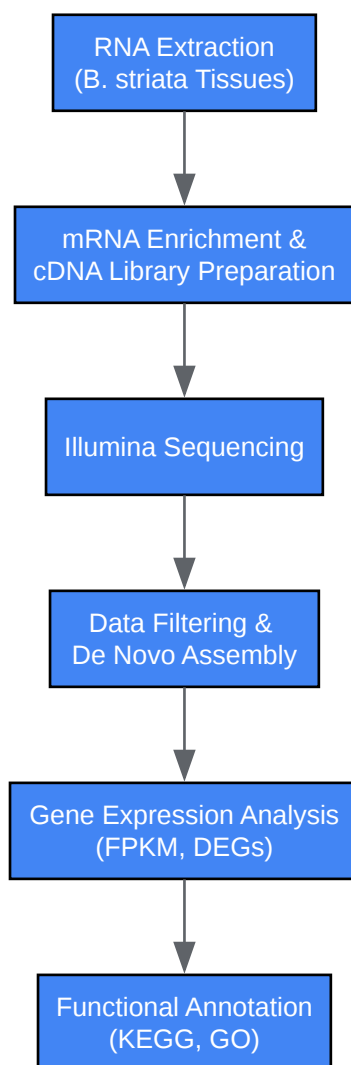 RNA Extraction
(B. striata Tissues)
mRNA Enrichment &
cDNA Library Preparation
Illumina Sequencing
Data Filtering &
De Novo Assembly
Gene Expression Analysis
(FPKM, DEGs)
Functional Annotation
(KEGG, GO)